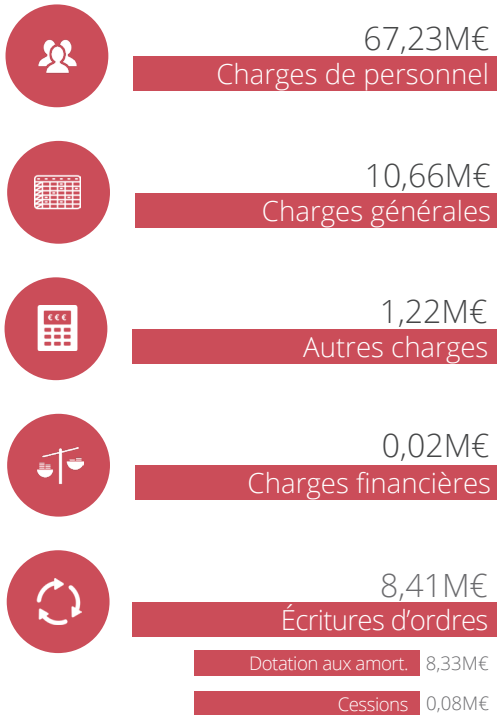 67,23M€
Charges de personnel
10,66M€
Charges générales
€€€
1,22M€
Autres charges
0,02M€
Charges financières
8,41M€
Écritures d’ordres
Dotation aux amort. 8,33M€
Cessions 0,08M€